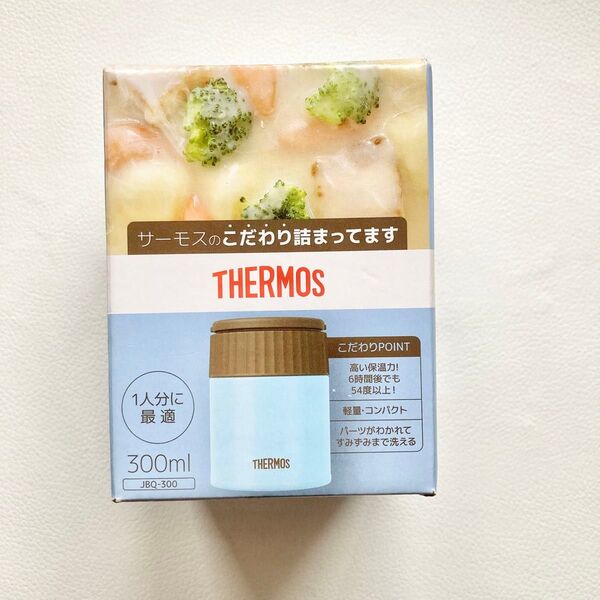 サーモスのこだわり詰まってます
THERMOS
こだわりPOINT
高い保温力!
6時間後でも
54度以上!
軽量・コンパクト
パーツがわかれて
すみずみまで洗える
1人分に
最適
300ml
JBQ-300
THERMOS